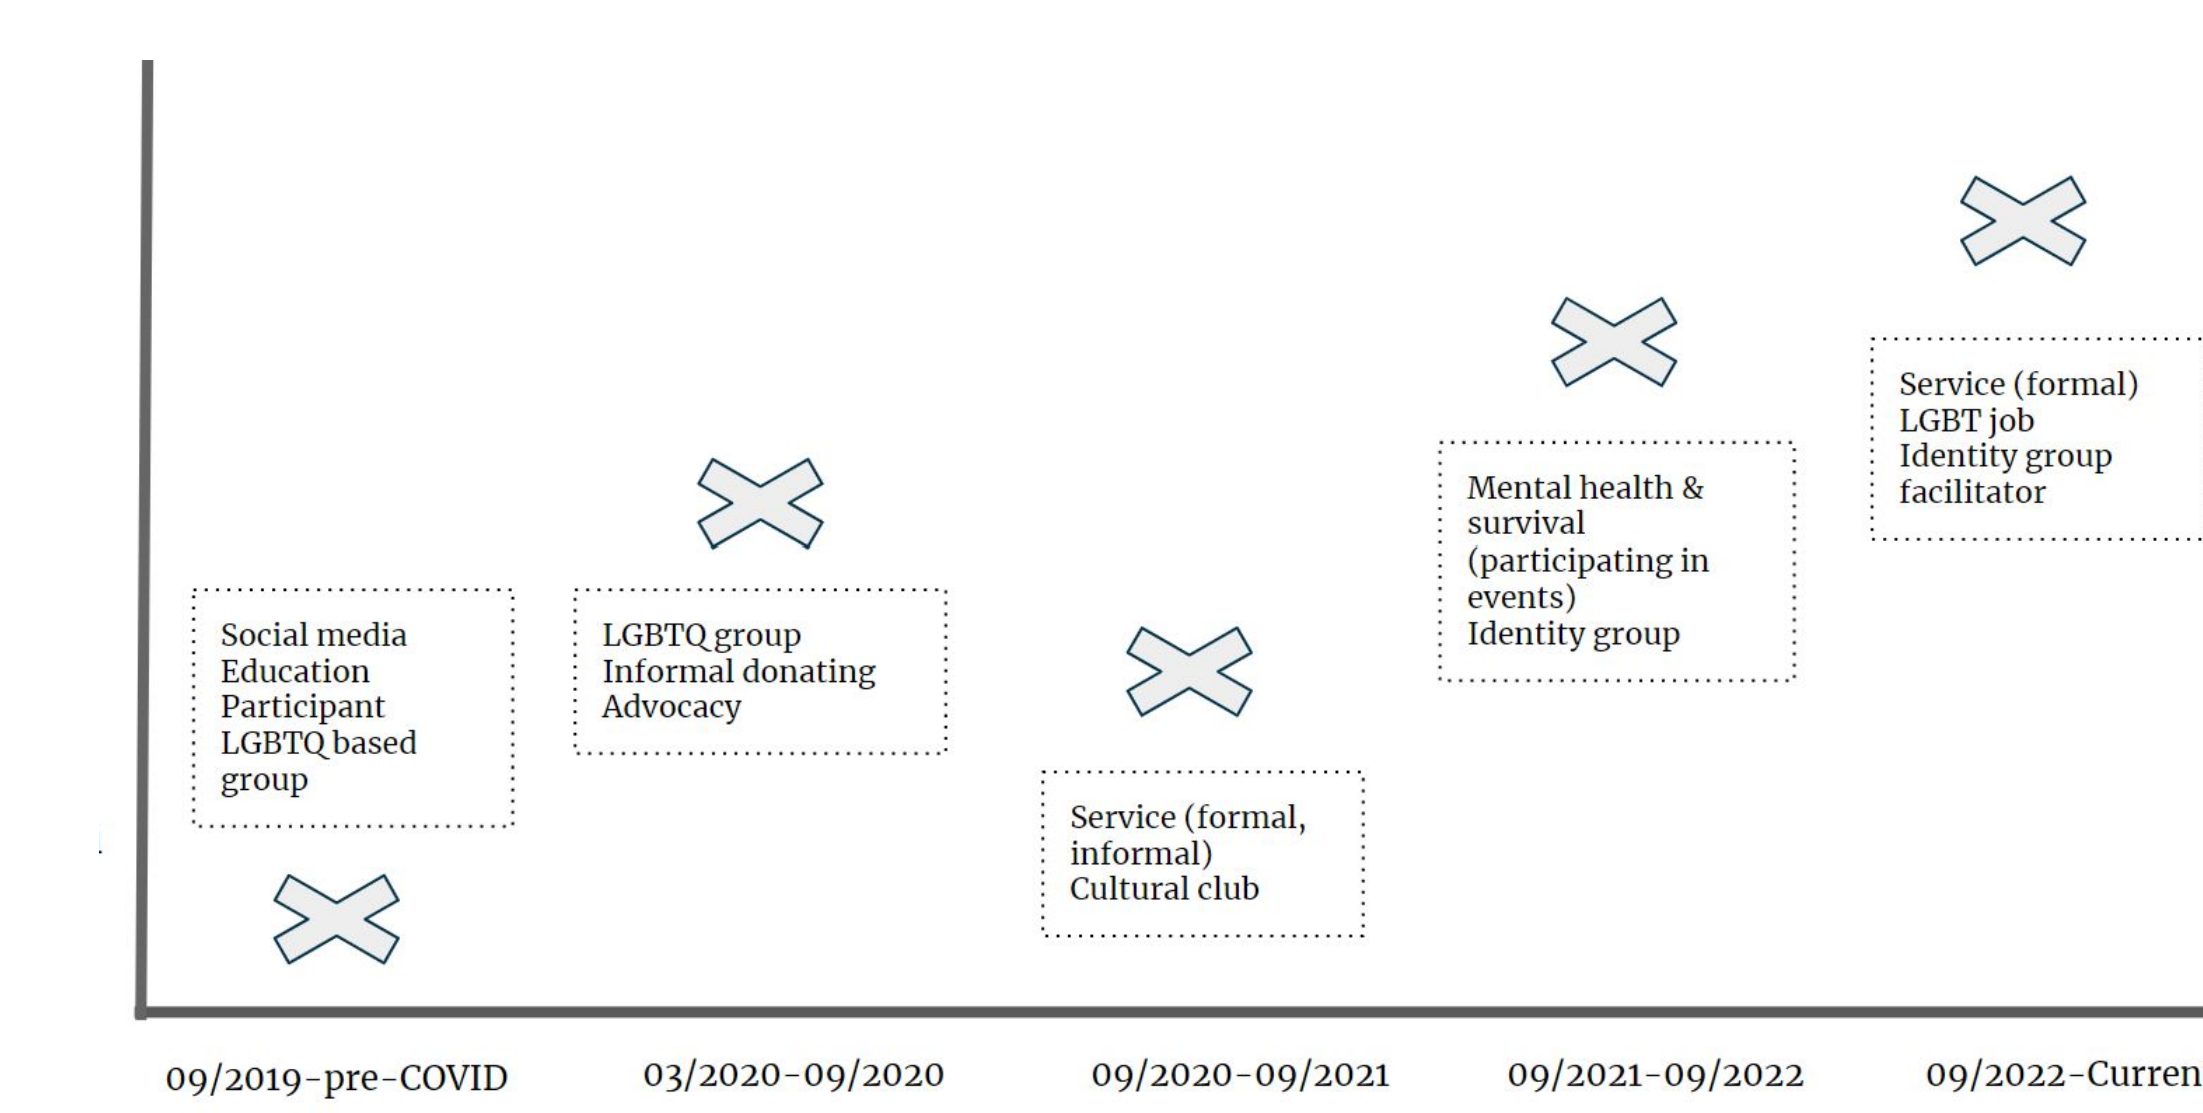 Social media
Education
Participant
LGBTQ based
group
LGBTQ group
Informal donating
Advocacy
Service (formal,
informal)
Cultural club
Mental health &
survival
(participating in
events)
Identity group
Service (formal)
LGBT job
Identity group
facilitator
09/2019-pre-COVID
03/2020-09/2020
09/2020-09/2021
09/2021-09/2022
09/2022-Curren